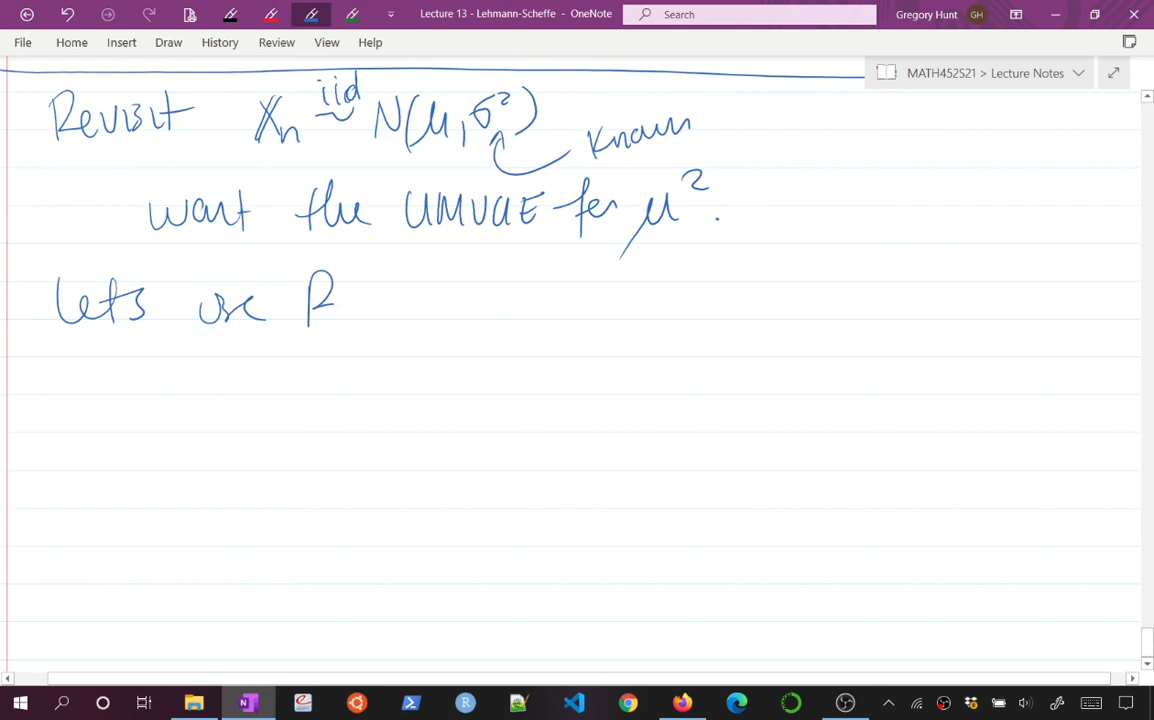 Lecture 13 - Lehmann-Scheffe - OneNote
Search
Gregory Hunt
GH
File Home Insert Draw History Review View Help
MATH452S21 > Lecture Notes
Revisit Xn iid ~ N(μ, σ²)
known
want the UMVUE for μ².
lets use R